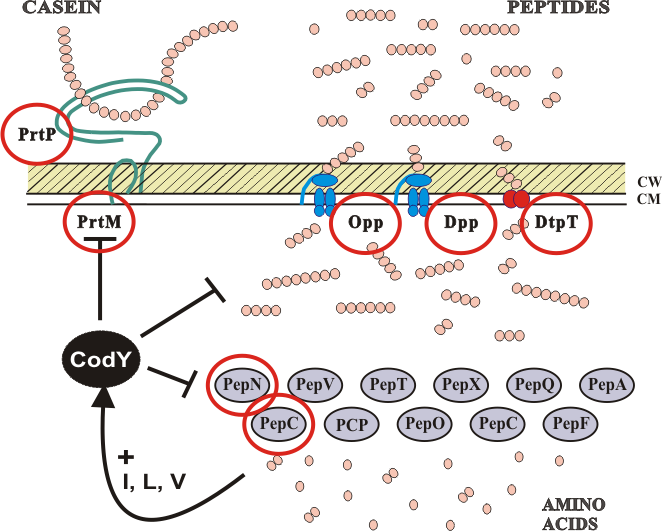 CASEIN
PEPTIDES
PrtP
CW
CM
PrtM
Opp
Dpp
DtpT
CodY
PepN
PepV
PepT
PepX
PepQ
PepA
PepC
PCP
PepO
PepC
PepF
+
I, L, V
AMINO
ACIDS